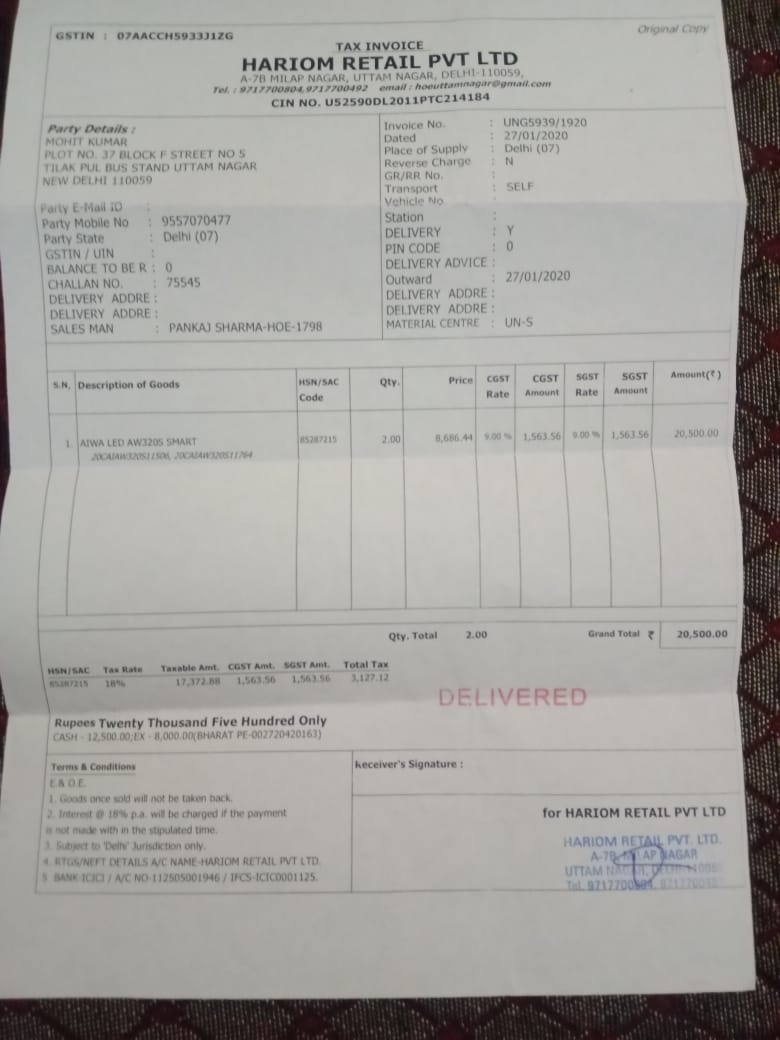 GSTIN : 07AACCH5933J1ZG
Original Copy
TAX INVOICE
HARIOM RETAIL PVT LTD
A-7B MILAP NAGAR, UTTAM NAGAR, DELHI-110059,
Tel. : 9717700804,9717700492 email : hoeuttamnagar@gmail.com
CIN NO. U52590DL2011PTC214184
Party Details :
MOHIT KUMAR
PLOT NO. 37 BLOCK F STREET NO 5
TILAK PUL BUS STAND UTTAM NAGAR
NEW DELHI 110059
Party E-Mail ID :
Party Mobile No : 9557070477
Party State : Delhi (07)
GSTIN / UIN :
BALANCE TO BE R : 0
CHALLAN NO. : 75545
DELIVERY ADDRE :
DELIVERY ADDRE :
SALES MAN : PANKAJ SHARMA-HOE-1798
Invoice No. : UNG5939/1920
Dated : 27/01/2020
Place of Supply : Delhi (07)
Reverse Charge : N
GR/RR No. :
Transport : SELF
Vehicle No :
Station :
DELIVERY : Y
PIN CODE : 0
DELIVERY ADVICE :
Outward : 27/01/2020
DELIVERY ADDRE :
DELIVERY ADDRE :
MATERIAL CENTRE : UN-S
S.N. Description of Goods HSN/SAC Code Qty. Price CGST Rate CGST Amount SGST Rate SGST Amount Amount(₹)
1. AIWA LED AW320S SMART 85287215 2.00 8,686.44 9.00 % 1,563.56 9.00 % 1,563.56 20,500.00
20CAIAW320S11506, 20CAIAW320S11764
Qty. Total 2.00 Grand Total ₹ 20,500.00
HSN/SAC Tax Rate Taxable Amt. CGST Amt. SGST Amt. Total Tax
85287215 18% 17,372.88 1,563.56 1,563.56 3,127.12
DELIVERED
Rupees Twenty Thousand Five Hundred Only
CASH - 12,500.00;EX - 8,000.00(BHARAT PE-002720420163)
Terms & Conditions
E.& O.E.
1. Goods once sold will not be taken back.
2. Interest @ 18% p.a. will be charged if the payment
is not made with in the stipulated time.
3. Subject to 'Delhi' Jurisdiction only.
4. RTGS/NEFT DETAILS A/C NAME-HARIOM RETAIL PVT LTD.
5 BANK-ICICI / A/C NO-112505001946 / IFCS-ICIC0001125.
Receiver's Signature :
for HARIOM RETAIL PVT LTD
HARIOM RETAIL PVT. LTD.
A-7B, MILAP NAGAR
UTTAM NAGAR,
Tel. 9717700804,